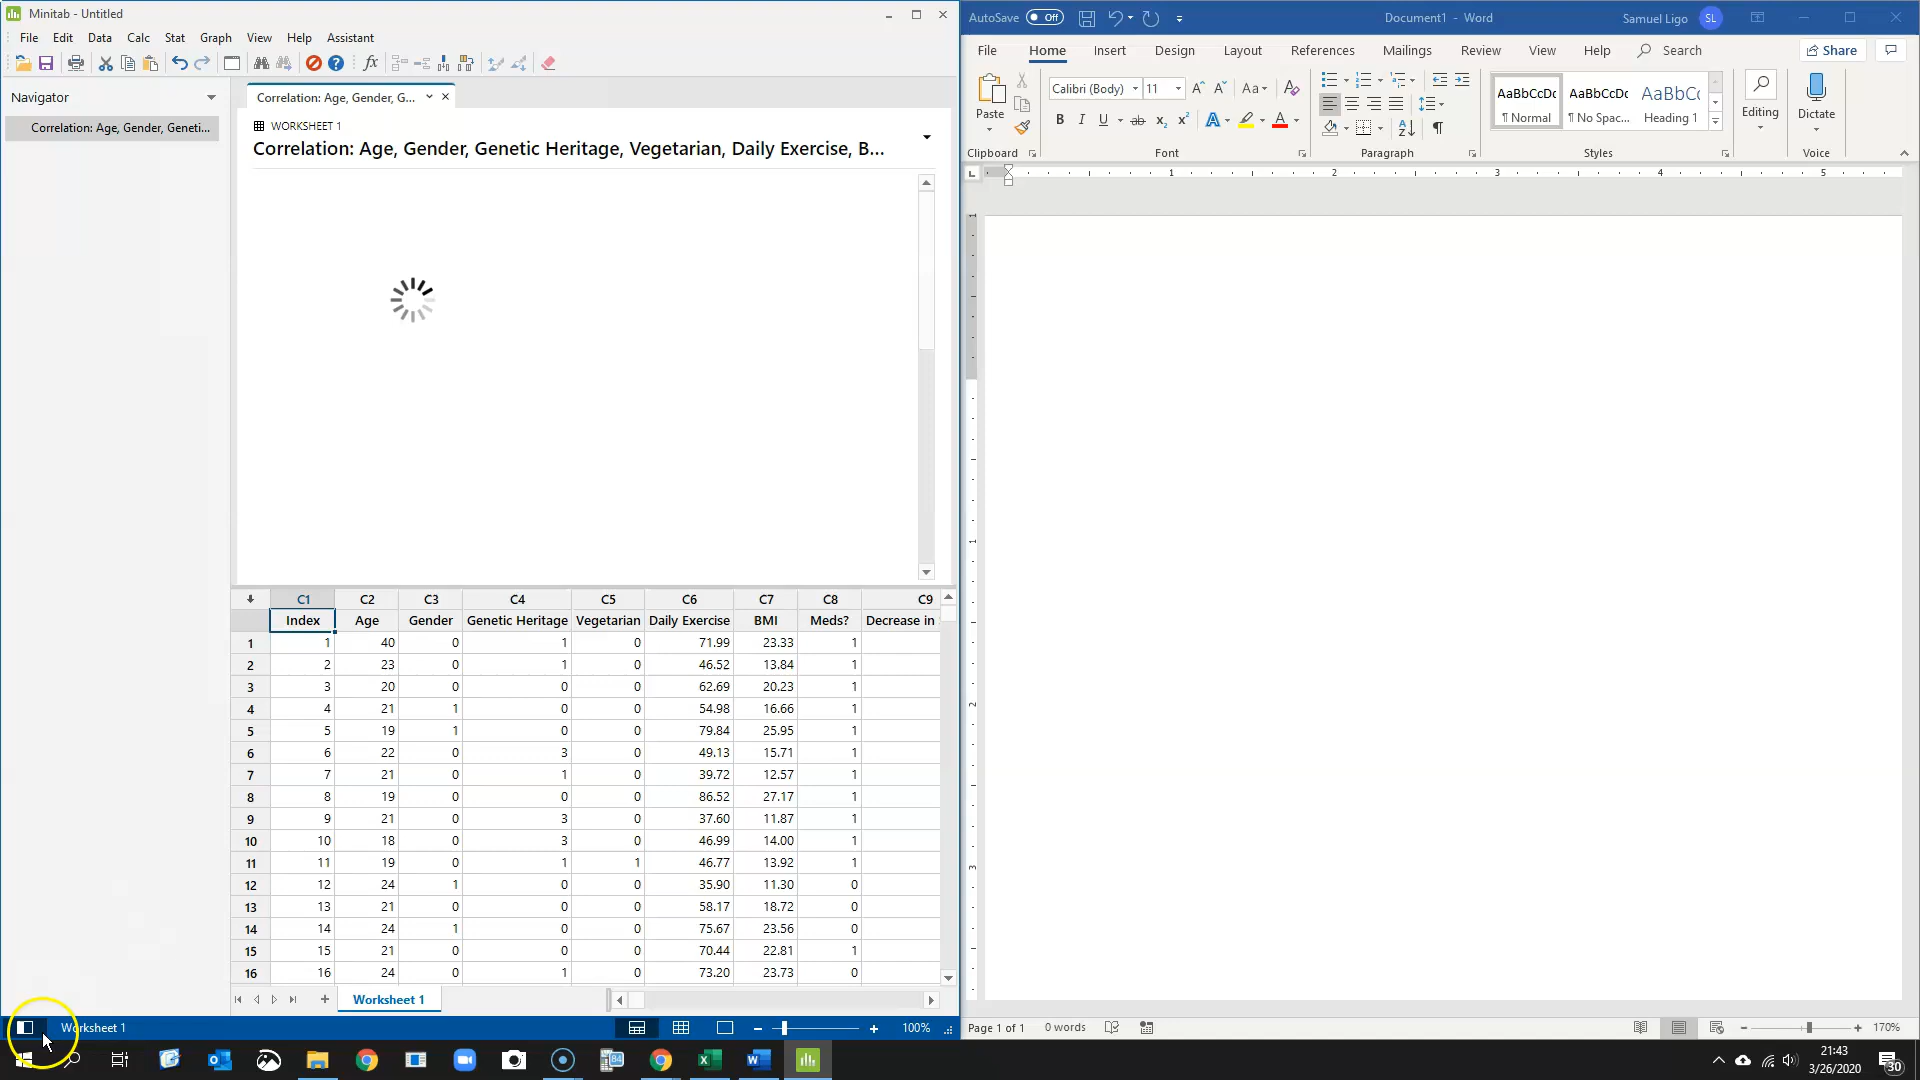 Minitab - Untitled
File Edit Data Calc Stat Graph View Help Assistant
Navigator
Correlation: Age, Gender, Geneti...
Correlation: Age, Gender, G...
WORKSHEET 1
Correlation: Age, Gender, Genetic Heritage, Vegetarian, Daily Exercise, B...
C1 C2 C3 C4 C5 C6 C7 C8 C9
Index Age Gender Genetic Heritage Vegetarian Daily Exercise BMI Meds? Decrease in
1 1 40 0 1 0 71.99 23.33 1
2 2 23 0 1 0 46.52 13.84 1
3 3 20 0 0 0 62.69 20.23 1
4 4 21 1 0 0 54.98 16.66 1
5 5 19 1 0 0 79.84 25.95 1
6 6 22 0 3 0 49.13 15.71 1
7 7 21 0 1 0 39.72 12.57 1
8 8 19 0 0 0 86.52 27.17 1
9 9 21 0 3 0 37.60 11.87 1
10 10 18 0 3 0 46.99 14.00 1
11 11 19 0 1 1 46.77 13.92 1
12 12 24 1 0 0 35.90 11.30 0
13 13 21 0 0 0 58.17 18.72 0
14 14 24 1 0 0 75.67 23.56 0
15 15 21 0 0 0 70.44 22.81 1
16 16 24 0 1 0 73.20 23.73 0
Worksheet 1
Worksheet 1
100%
AutoSave Off Document1 - Word Samuel Ligo SL
File Home Insert Design Layout References Mailings Review View Help Search Share
Paste
Calibri (Body) 11
B I U ab x₂ x² A A
AaBbCcDc AaBbCcDc AaBbCc
¶ Normal ¶ No Spac... Heading 1
Editing
Dictate
Clipboard Font Paragraph Styles Voice
1 2 3 4 5
1
1
2
3
Page 1 of 1 0 words 170%
21:43
3/26/2020
30